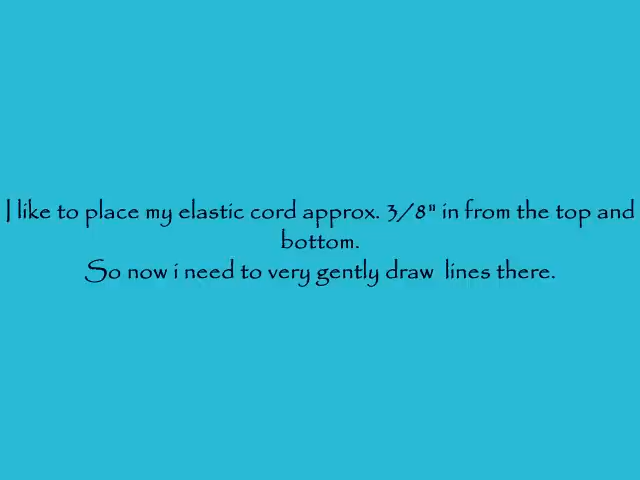 I like to place my elastic cord approx. 3/8" in from the top and
bottom.
So now i need to very gently draw lines there.